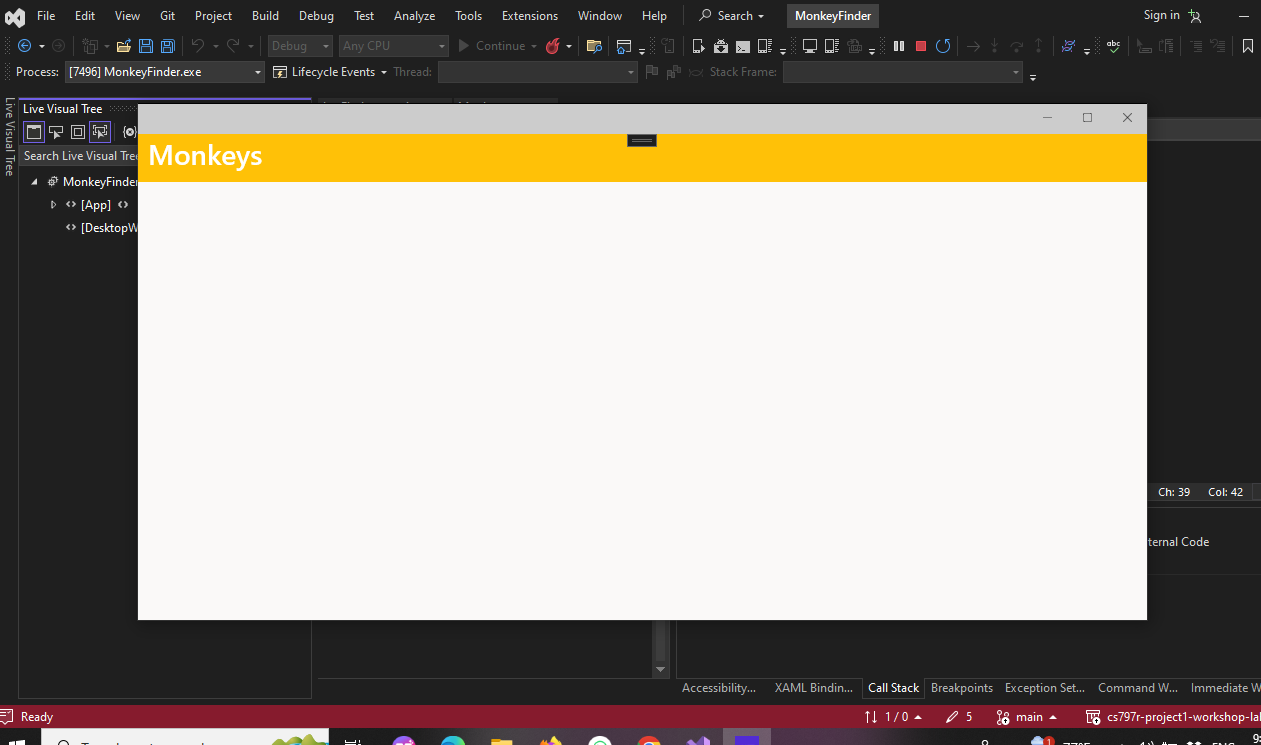 File Edit View Git Project Build Debug Test Analyze Tools Extensions Window Help Search MonkeyFinder Sign in
Debug Any CPU Continue
Process: [7496] MonkeyFinder.exe Lifecycle Events Thread: Stack Frame:
Live Visual Tree
Live Visual Tree
Search Live Visual Tree
Monkeys
MonkeyFinder
[App]
[DesktopW
Ch: 39 Col: 42
ternal Code
Accessibility... XAML Bindin... Call Stack Breakpoints Exception Set... Command W... Immediate W
Ready 1 / 0 5 main cs797r-project1-workshop-la